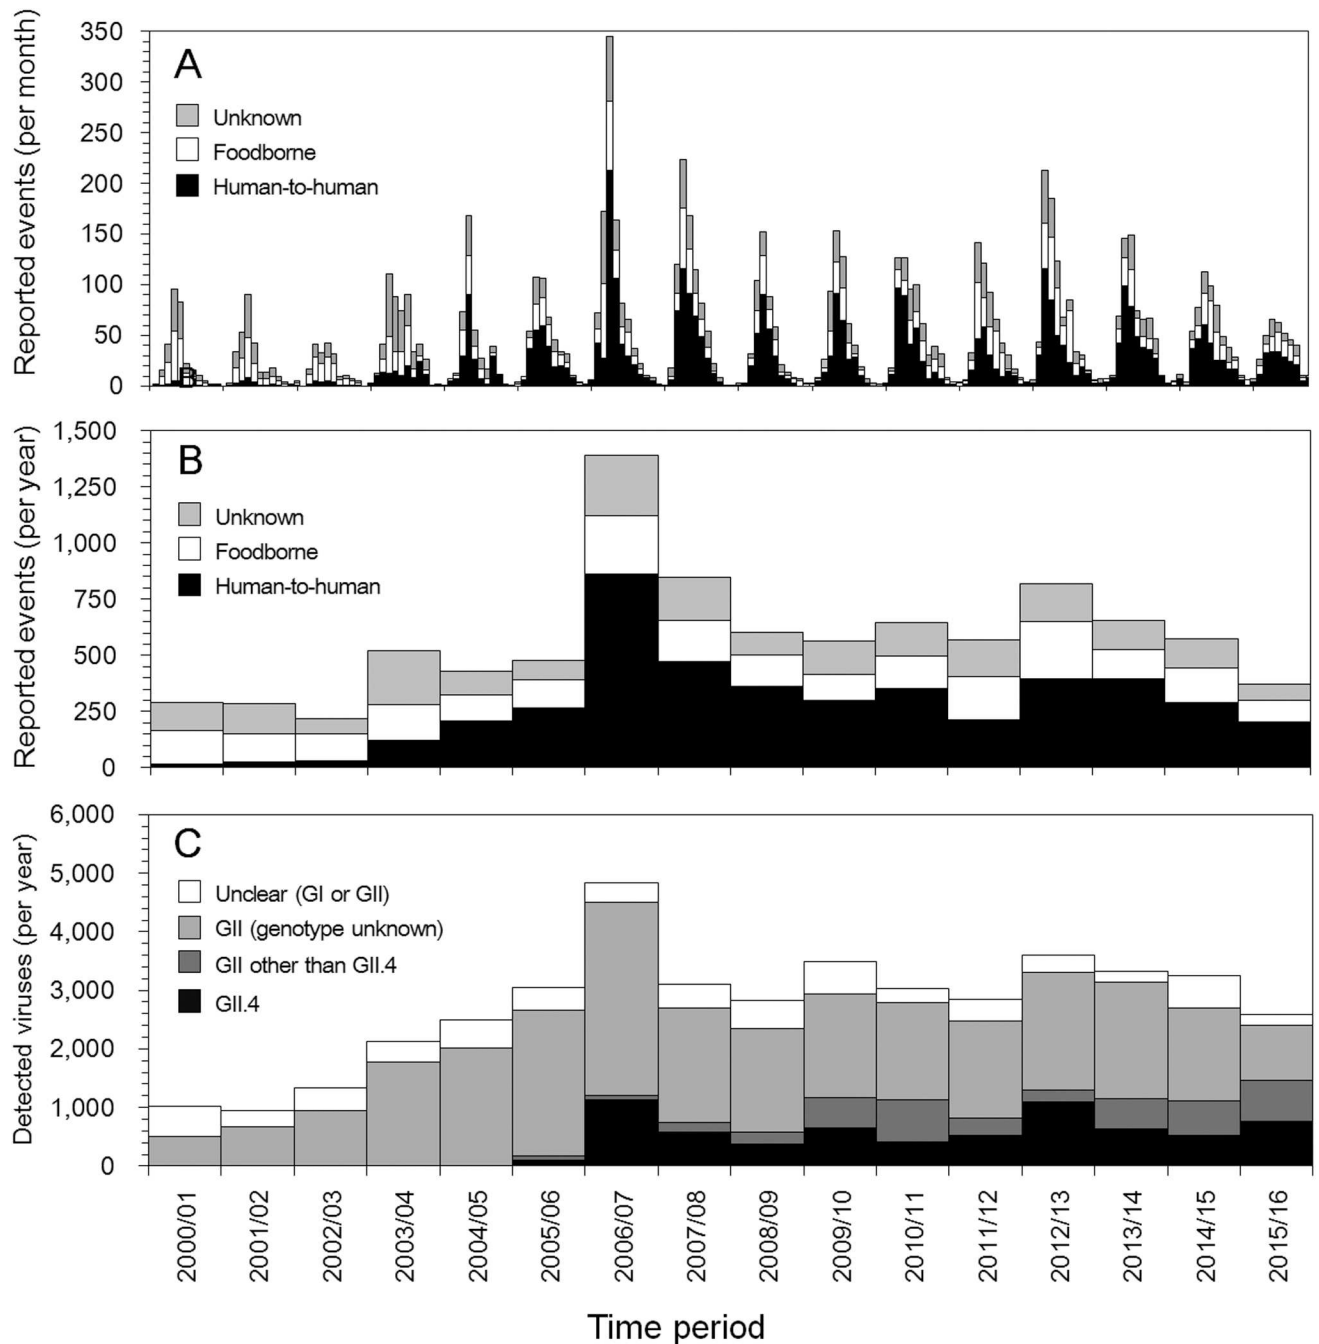 Reported events (per month)
350
300
250
200
150
100
50
0
A
Unknown
Foodborne
Human-to-human
D
Reported events (per year)
1,500
1,250
1,000
750
500
250
0
B
Unknown
Foodborne
Human-to-human
Detected viruses (per year)
6,000
5,000
4,000
3,000
2,000
1,000
0
C
Unclear (GI or GII)
GII (genotype unknown)
GII other than GII.4
GII.4
2000/01
2001/02
2002/03
2003/04
2004/05
2005/06
2006/07
2007/08
2008/09
2009/10
2010/11
2011/12
2012/13
2013/14
2014/15
2015/16
Time period